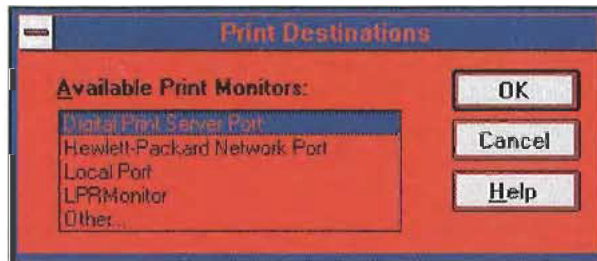 Print Destinations
Available Print Monitors:
Digital Print Server Port
Hewlett-Packard Network Port
Local Port
LPRMonitor
Other...
OK
Cancel
Help